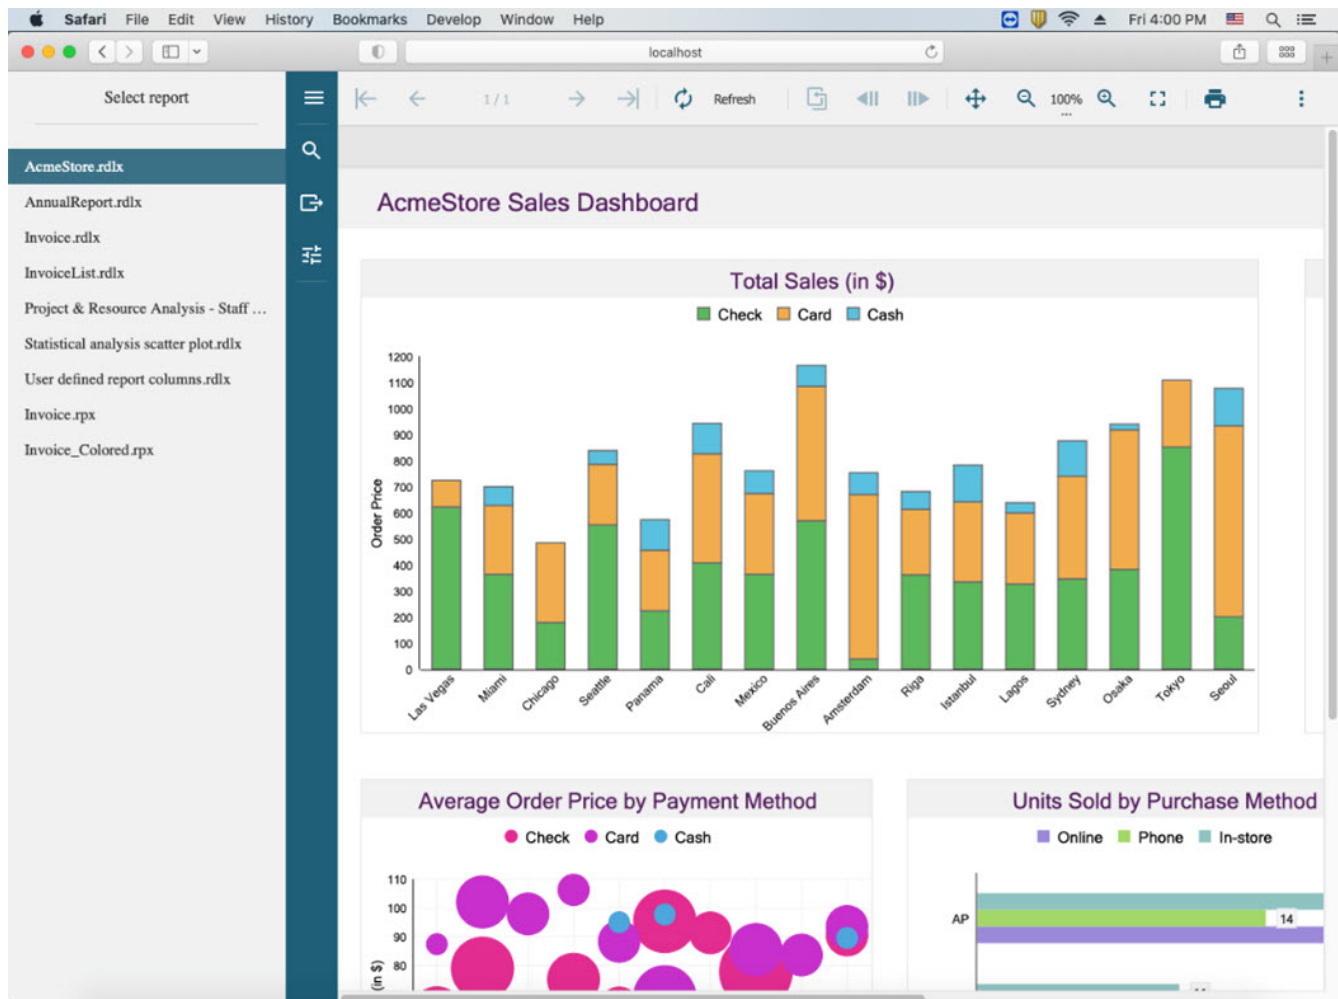 Safari File Edit View History Bookmarks Develop Window Help Fri 4:00 PM
localhost
Select report
1 / 1 Refresh 100%
AcmeStore.rdlx
AnnualReport.rdlx
Invoice.rdlx
InvoiceList.rdlx
Project & Resource Analysis - Staff ...
Statistical analysis scatter plot.rdlx
User defined report columns.rdlx
Invoice.rpx
Invoice_Colored.rpx
AcmeStore Sales Dashboard
Total Sales (in $)
Check Card Cash
1200
1100
1000
900
800
700
600
500
400
300
200
100
0
Order Price
Las Vegas Miami Chicago Seattle Panama Cali Mexico Buenos Aires Amsterdam Riga Istanbul Lagos Sydney Osaka Tokyo Seoul
Average Order Price by Payment Method
Check Card Cash
110
100
90
80
(in $)
Units Sold by Purchase Method
Online Phone In-store
AP 14